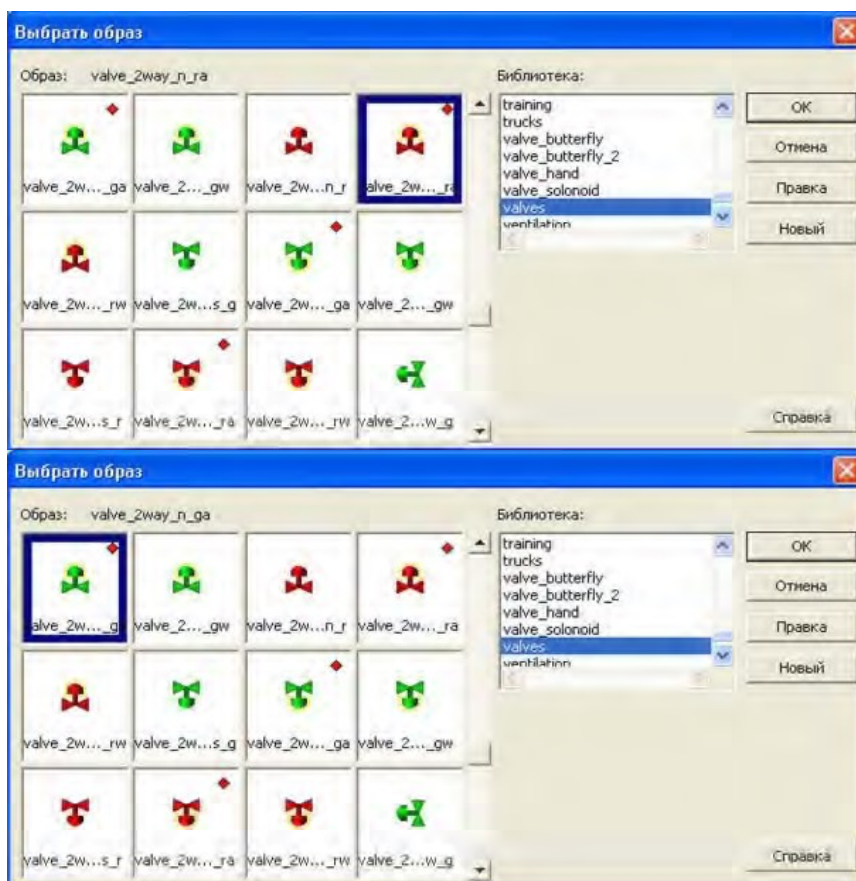 Выбрать образ
Образ: valve_2way_n_ra
Библиотека:
valve_2w..._ga valve_2..._gw valve_2w...n_r alve_2w..._ra
valve_2w..._rw valve_2w...s_g valve_2w..._ga valve_2..._gw
valve_2w...s_r valve_2w..._ra valve_2w..._rw valve_2...w_g
training
trucks
valve_butterfly
valve_butterfly_2
valve_hand
valve_solonoid
valves
ventilation
ОК
Отмена
Правка
Новый
Справка
Выбрать образ
Образ: valve_2way_n_ga
Библиотека:
alve_2w..._g valve_2..._gw valve_2w...n_r valve_2w..._ra
valve_2w..._rw valve_2w...s_g valve_2w..._ga valve_2..._gw
valve_2w...s_r valve_2w..._ra valve_2w..._rw valve_2...w_g
training
trucks
valve_butterfly
valve_butterfly_2
valve_hand
valve_solonoid
valves
ventilation
ОК
Отмена
Правка
Новый
Справка